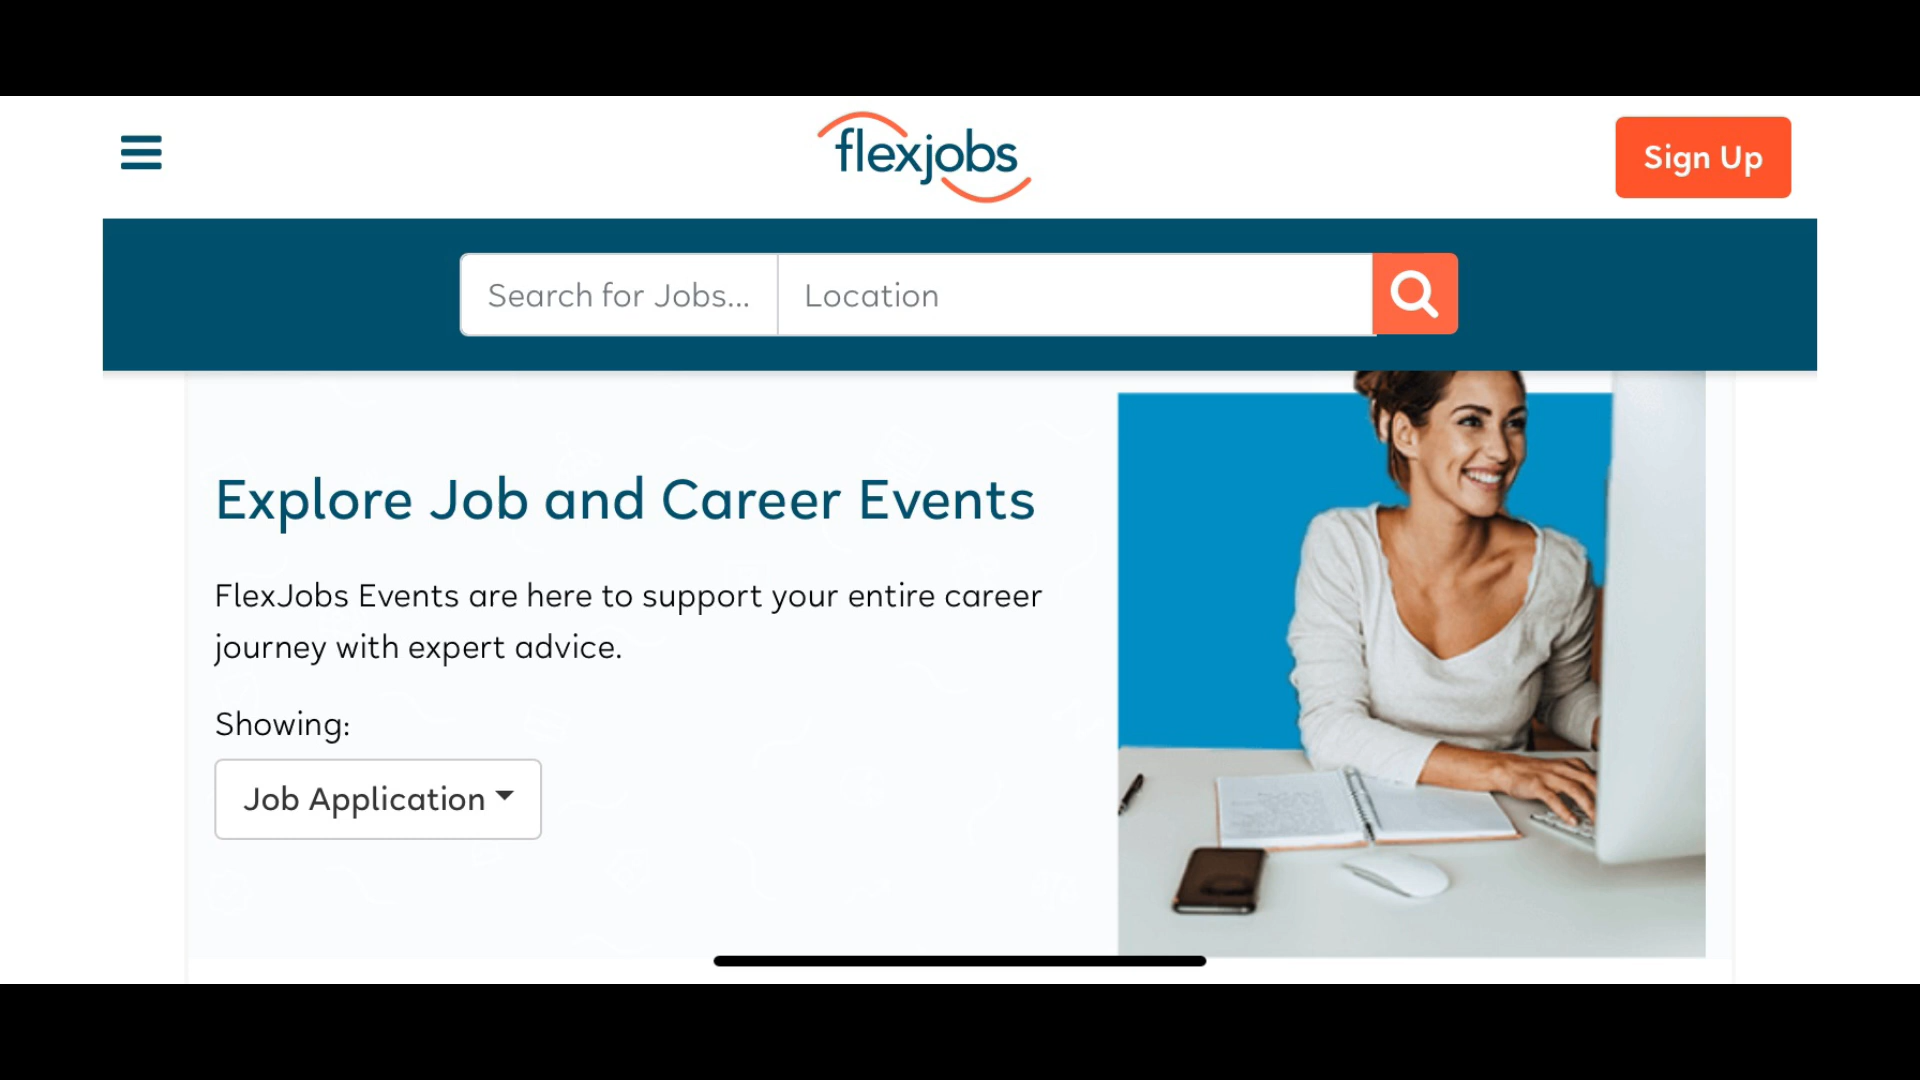 flexjobs
Sign Up
Search for Jobs...
Location
Explore Job and Career Events
FlexJobs Events are here to support your entire career
journey with expert advice.
Showing:
Job Application